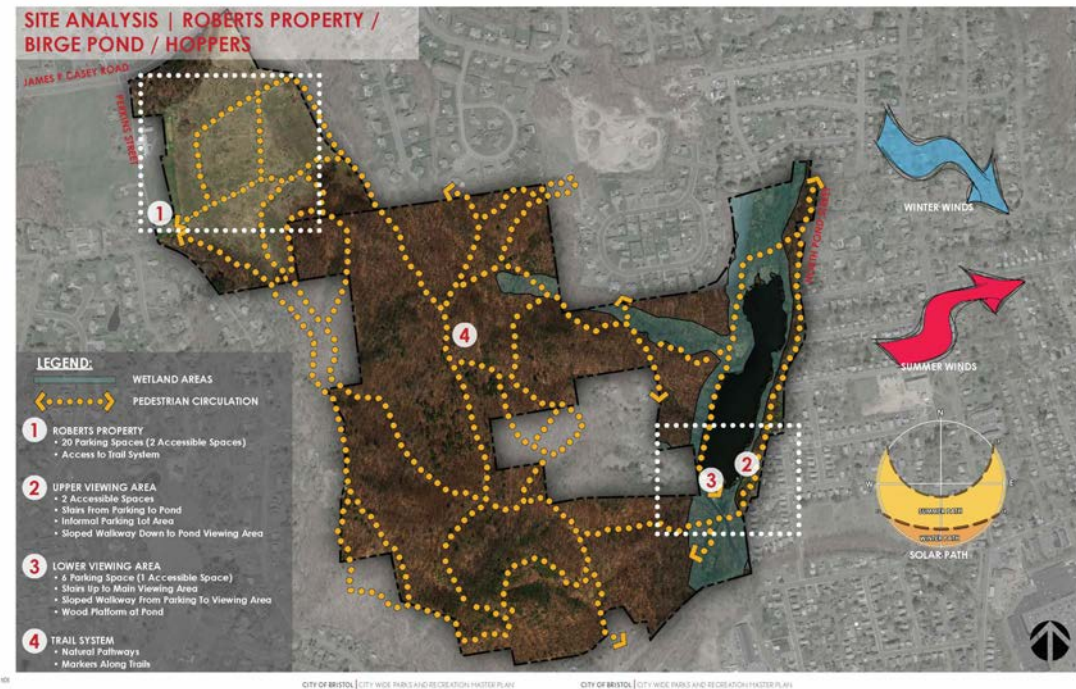 SITE ANALYSIS | ROBERTS PROPERTY /
BIRGE POND / HOPPERS
JAMES P CASEY ROAD
PERKINS STREET
1
4
3
2
NORTH POND STREET
WINTER WINDS
SUMMER WINDS
N
W
E
SUMMER PATH
WINTER PATH
SOLAR PATH
LEGEND:
WETLAND AREAS
PEDESTRIAN CIRCULATION
1 ROBERTS PROPERTY
• 20 Parking Spaces (2 Accessible Spaces)
• Access to Trail System
2 UPPER VIEWING AREA
• 2 Accessible Spaces
• Stairs From Parking to Pond
• Informal Parking Lot Area
• Sloped Walkway Down to Pond Viewing Area
3 LOWER VIEWING AREA
• 6 Parking Space (1 Accessible Space)
• Stairs Up to Main Viewing Area
• Sloped Walkway From Parking To Viewing Area
• Wood Platform at Pond
4 TRAIL SYSTEM
• Natural Pathways
• Markers Along Trails
101
CITY OF BRISTOL | CITY WIDE PARKS AND RECREATION MASTER PLAN
CITY OF BRISTOL | CITY WIDE PARKS AND RECREATION MASTER PLAN